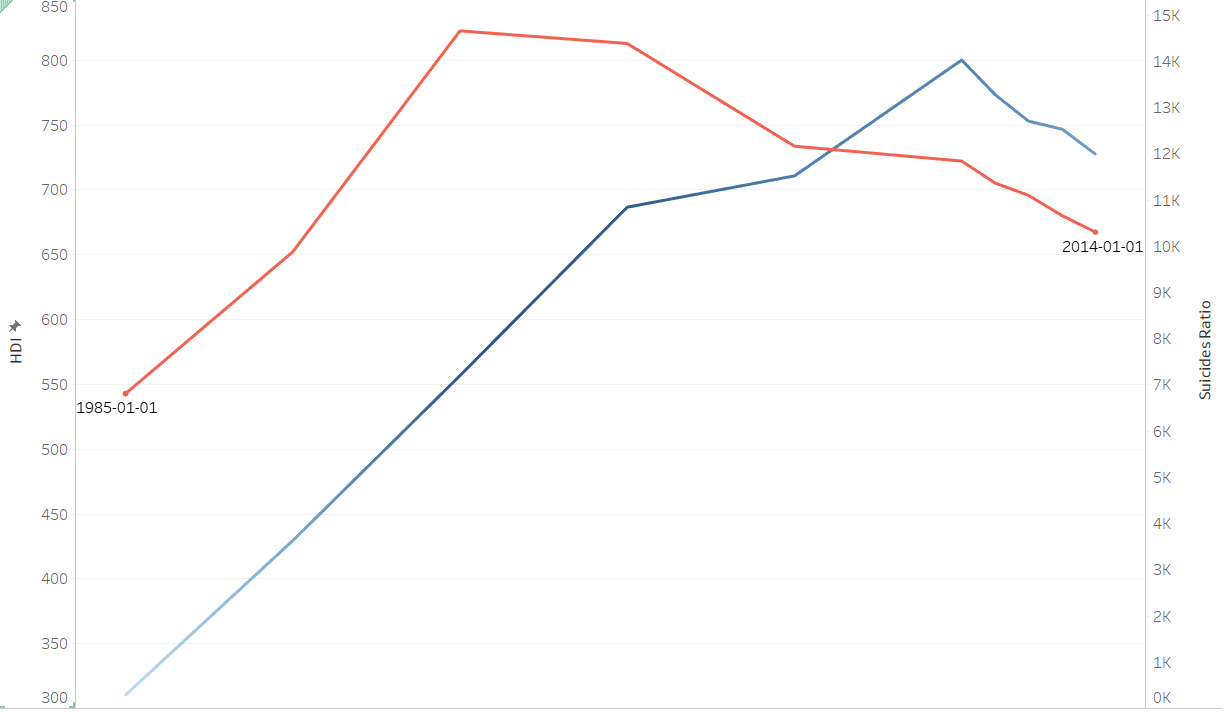 850
800
750
700
650
600
550
500
450
400
350
300
HDI
1985-01-01
2014-01-01
15K
14K
13K
12K
11K
10K
9K
8K
7K
6K
5K
4K
3K
2K
1K
0K
Suicides Ratio